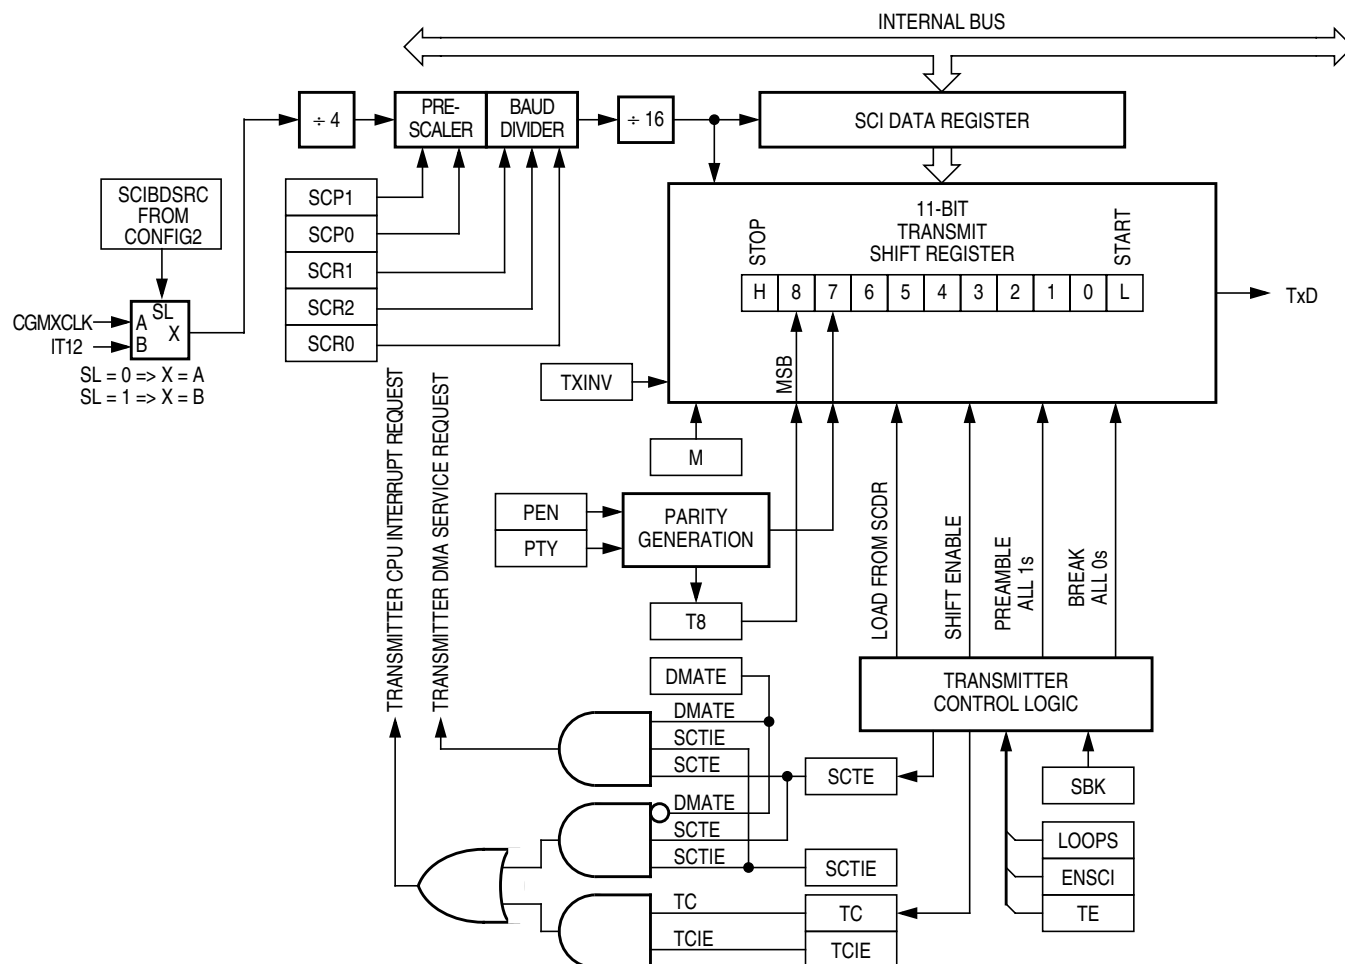 INTERNAL BUS
÷ 4
PRE-
SCALER
BAUD
DIVIDER
÷ 16
SCI DATA REGISTER
SCIBDSRC
FROM
CONFIG2
SCP1
SCP0
SCR1
SCR2
SCR0
SL
A
X
B
CGMXCLK
IT12
SL = 0 => X = A
SL = 1 => X = B
11-BIT
TRANSMIT
SHIFT REGISTER
STOP
START
H 8 7 6 5 4 3 2 1 0 L
TxD
TXINV
MSB
M
PEN
PTY
PARITY
GENERATION
T8
TRANSMITTER CPU INTERRUPT REQUEST
TRANSMITTER DMA SERVICE REQUEST
LOAD FROM SCDR
SHIFT ENABLE
PREAMBLE
ALL 1s
BREAK
ALL 0s
TRANSMITTER
CONTROL LOGIC
DMATE
DMATE
SCTIE
SCTE
SCTE
DMATE
SCTE
SCTIE
SCTIE
TC
TC
TCIE
TCIE
SBK
LOOPS
ENSCI
TE